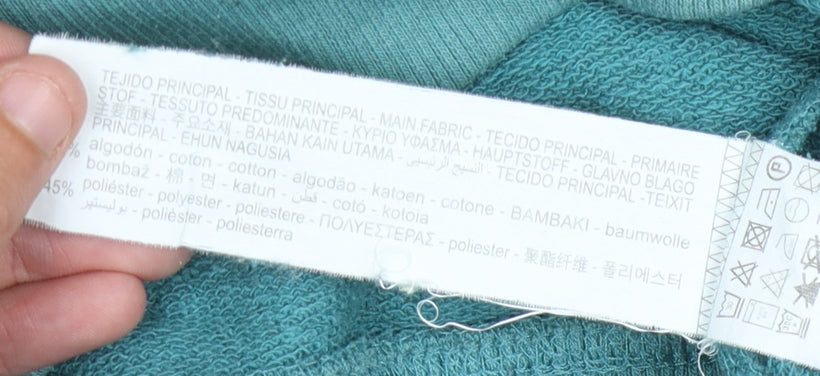 TEJIDO PRINCIPAL - TISSU PRINCIPAL - MAIN FABRIC - TECIDO PRINCIPAL - PRIMAIRE
STOF - TESSUTO PREDOMINANTE - ΚΥΡΙΟ ΥΦΑΣΜΑ - HAUPTSTOFF - GLAVNO BLAGO
主要面料 - 주요소재 - BAHAN KAIN UTAMA - النسيج الرئيسي - TECIDO PRINCIPAL -TEIXIT
PRINCIPAL - EHUN NAGUSIA
% algodón - coton - cotton - algodão - katoen - cotone - ΒΑΜΒΑΚΙ - baumwolle
bombaž - 棉 - 면 - katun - قطن - cotó - kotoia
45% poliéster - polyester - poliestere - ΠΟΛΥΕΣΤΕΡΑΣ - poliester - 聚酯纤维 - 폴리에스터
بوليستير - polièster - poliesterra